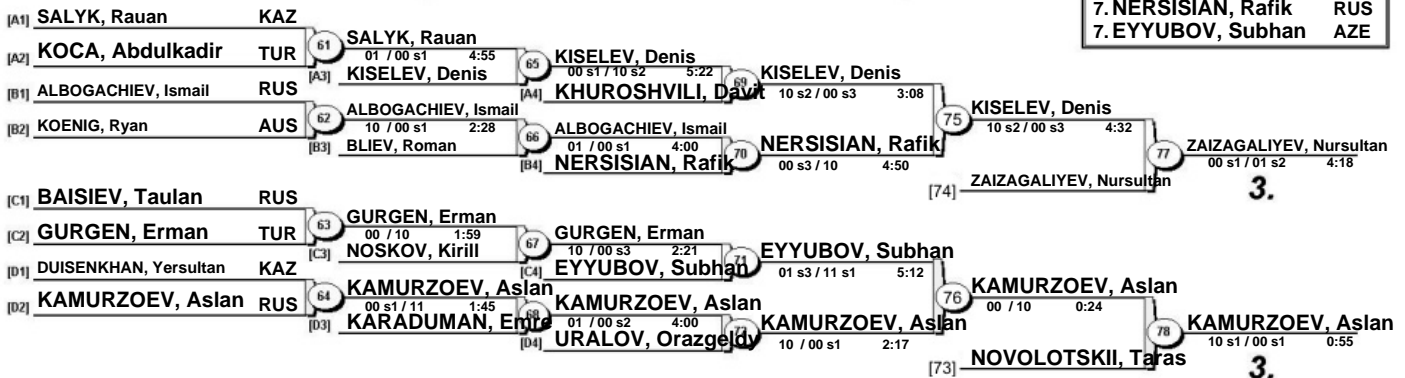 7. NERSISIAN, Rafik RUS
7. EYYUBOV, Subhan AZE
[A1] SALYK, Rauan KAZ
[A2] KOCA, Abdulkadir TUR
61 SALYK, Rauan
01 / 00 s1 4:55
[A3] KISELEV, Denis
65 KISELEV, Denis
00 s1 / 10 s2 5:22
[A4] KHUROSHVILI, Davit
69 KISELEV, Denis
10 s2 / 00 s3 3:08
[B1] ALBOGACHIEV, Ismail RUS
[B2] KOENIG, Ryan AUS
62 ALBOGACHIEV, Ismail
10 / 00 s1 2:28
[B3] BLIEV, Roman
66 ALBOGACHIEV, Ismail
01 / 00 s1 4:00
[B4] NERSISIAN, Rafik
70 NERSISIAN, Rafik
00 s3 / 10 4:50
75 KISELEV, Denis
10 s2 / 00 s3 4:32
[74] ZAIZAGALIYEV, Nursultan
77 ZAIZAGALIYEV, Nursultan
00 s1 / 01 s2 4:18
3.
[C1] BAISIEV, Taulan RUS
[C2] GURGEN, Erman TUR
63 GURGEN, Erman
00 / 10 1:59
[C3] NOSKOV, Kirill
67 GURGEN, Erman
10 / 00 s3 2:21
[C4] EYYUBOV, Subhan
71 EYYUBOV, Subhan
01 s3 / 11 s1 5:12
[D1] DUISENKHAN, Yersultan KAZ
[D2] KAMURZOEV, Aslan RUS
64 KAMURZOEV, Aslan
00 s1 / 11 1:45
[D3] KARADUMAN, Emre
68 KAMURZOEV, Aslan
01 / 00 s2 4:00
[D4] URALOV, Orazgeldy
72 KAMURZOEV, Aslan
10 / 00 s1 2:17
76 KAMURZOEV, Aslan
00 / 10 0:24
[73] NOVOLOTSKII, Taras
78 KAMURZOEV, Aslan
10 s1 / 00 s1 0:55
3.